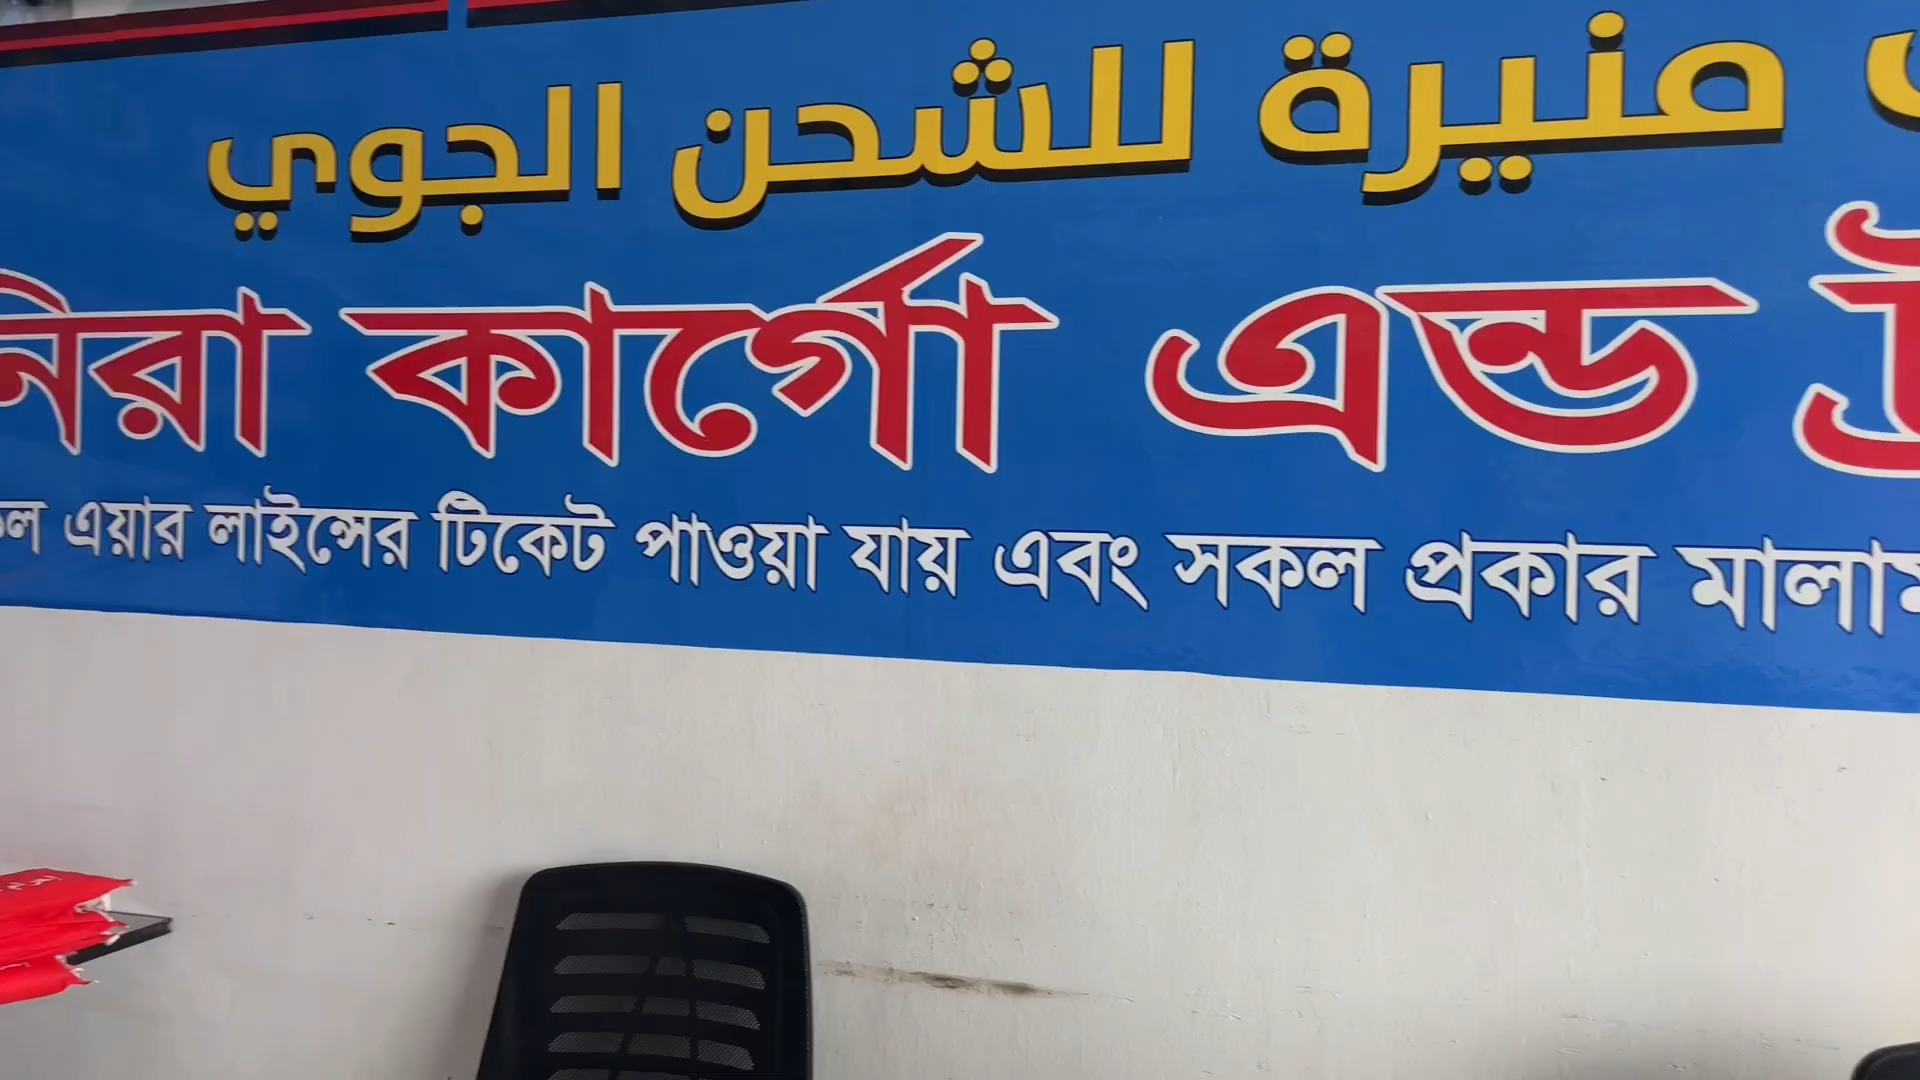 منيرة للشحن الجوي
নিরা কার্গো এন্ড
এয়ার লাইন্সের টিকেট পাওয়া যায় এবং সকল প্রকার